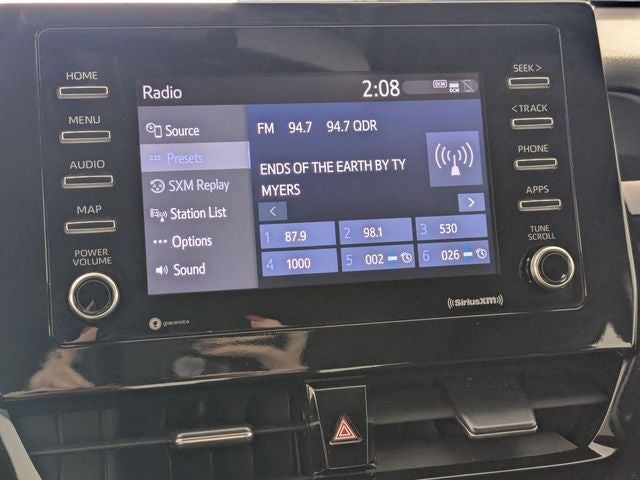 HOME
MENU
AUDIO
MAP
POWER
VOLUME
Radio
2:08
DCM
DCM
Source
Presets
SXM Replay
Station List
Options
Sound
FM 94.7 94.7 QDR
ENDS OF THE EARTH BY TY
MYERS
< >
1 87.9 2 98.1 3 530
4 1000 5 002 6 026
SEEK >
< TRACK
PHONE
APPS
TUNE
SCROLL
gracenote
((SiriusXM))